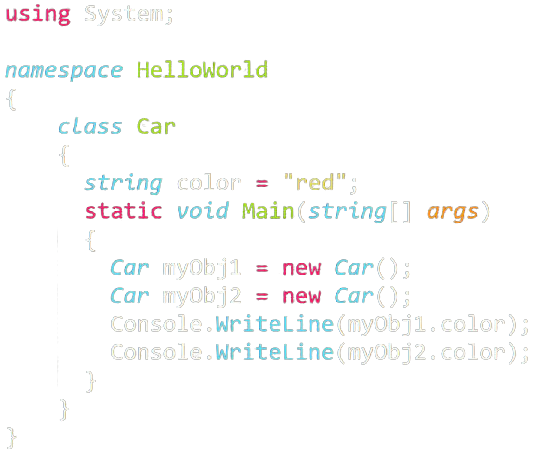 using System;

namespace HelloWorld
{
    class Car
    {
      string color = "red";
      static void Main(string[] args)
      {
        Car myObj1 = new Car();
        Car myObj2 = new Car();
        Console.WriteLine(myObj1.color);
        Console.WriteLine(myObj2.color);
      }
    }
}